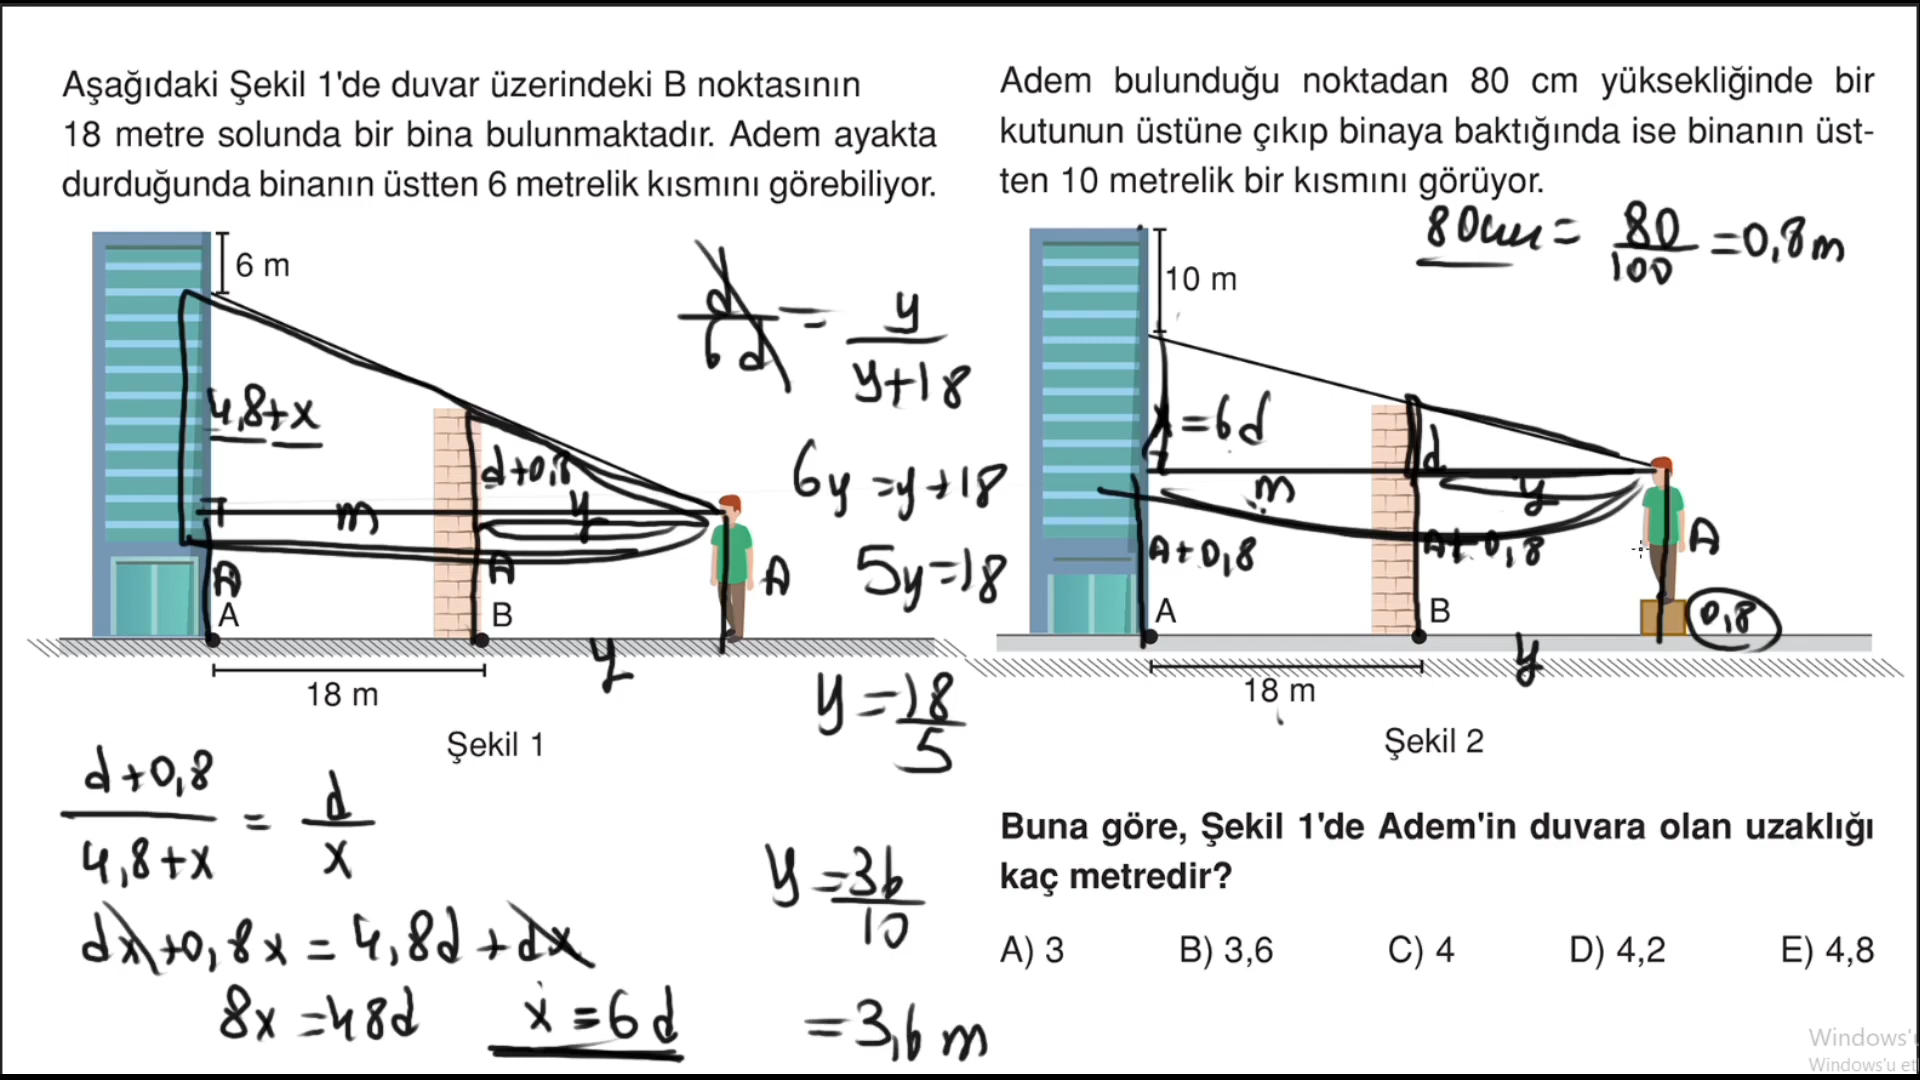 Aşağıdaki Şekil 1'de duvar üzerindeki B noktasının
18 metre solunda bir bina bulunmaktadır. Adem ayakta
durduğunda binanın üstten 6 metrelik kısmını görebiliyor.
6 m
4,8+x
d+0,8
y
m
A
A
A
A
B
18 m
y
Şekil 1
d/6d = y/y+18
6y=y+18
5y=18
y=18/5
y=36/10
=3,6 m
d+0,8/4,8+x = d/x
dx+0,8x=4,8d+dx
8x=48d
x=6d
Adem bulunduğu noktadan 80 cm yüksekliğinde bir
kutunun üstüne çıkıp binaya baktığında ise binanın üst-
ten 10 metrelik bir kısmını görüyor.
80cm = 80/100 =0,8m
10 m
x=6d
d
m
y
A+0,8
A+0,8
A
A
B
0,8
18 m
y
Şekil 2
Buna göre, Şekil 1'de Adem'in duvara olan uzaklığı
kaç metredir?
A) 3 B) 3,6 C) 4 D) 4,2 E) 4,8